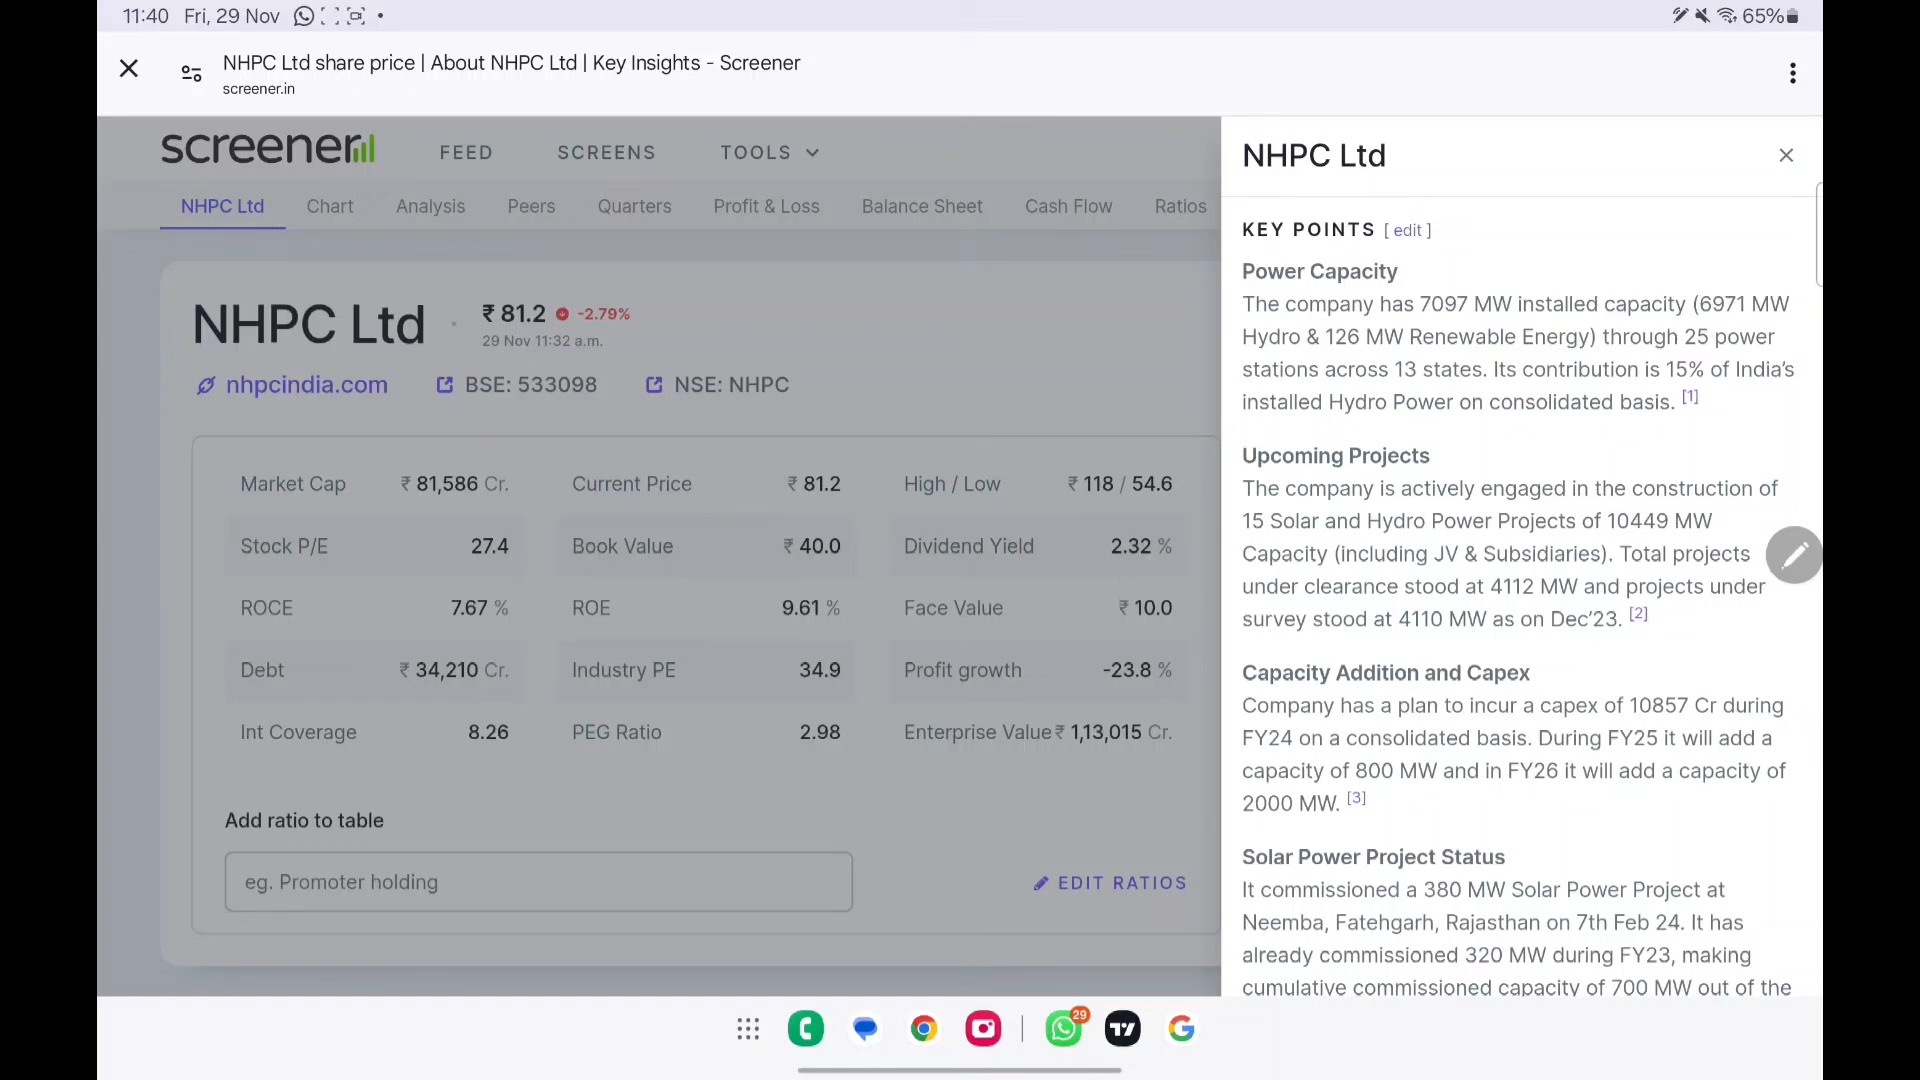 11:40 Fri, 29 Nov
65%
NHPC Ltd share price | About NHPC Ltd | Key Insights - Screener
screener.in
screener
FEED SCREENS TOOLS
NHPC Ltd Chart Analysis Peers Quarters Profit & Loss Balance Sheet Cash Flow Ratios
NHPC Ltd
₹ 81.2 -2.79%
29 Nov 11:32 a.m.
nhpcindia.com BSE: 533098 NSE: NHPC
Market Cap ₹ 81,586 Cr. Current Price ₹ 81.2 High / Low ₹ 118 / 54.6
Stock P/E 27.4 Book Value ₹ 40.0 Dividend Yield 2.32 %
ROCE 7.67 % ROE 9.61 % Face Value ₹ 10.0
Debt ₹ 34,210 Cr. Industry PE 34.9 Profit growth -23.8 %
Int Coverage 8.26 PEG Ratio 2.98 Enterprise Value ₹ 1,13,015 Cr.
Add ratio to table
eg. Promoter holding
EDIT RATIOS
NHPC Ltd
KEY POINTS [ edit ]
Power Capacity
The company has 7097 MW installed capacity (6971 MW
Hydro & 126 MW Renewable Energy) through 25 power
stations across 13 states. Its contribution is 15% of India's
installed Hydro Power on consolidated basis. [1]
Upcoming Projects
The company is actively engaged in the construction of
15 Solar and Hydro Power Projects of 10449 MW
Capacity (including JV & Subsidiaries). Total projects
under clearance stood at 4112 MW and projects under
survey stood at 4110 MW as on Dec'23. [2]
Capacity Addition and Capex
Company has a plan to incur a capex of 10857 Cr during
FY24 on a consolidated basis. During FY25 it will add a
capacity of 800 MW and in FY26 it will add a capacity of
2000 MW. [3]
Solar Power Project Status
It commissioned a 380 MW Solar Power Project at
Neemba, Fatehgarh, Rajasthan on 7th Feb 24. It has
already commissioned 320 MW during FY23, making
cumulative commissioned capacity of 700 MW out of the
29